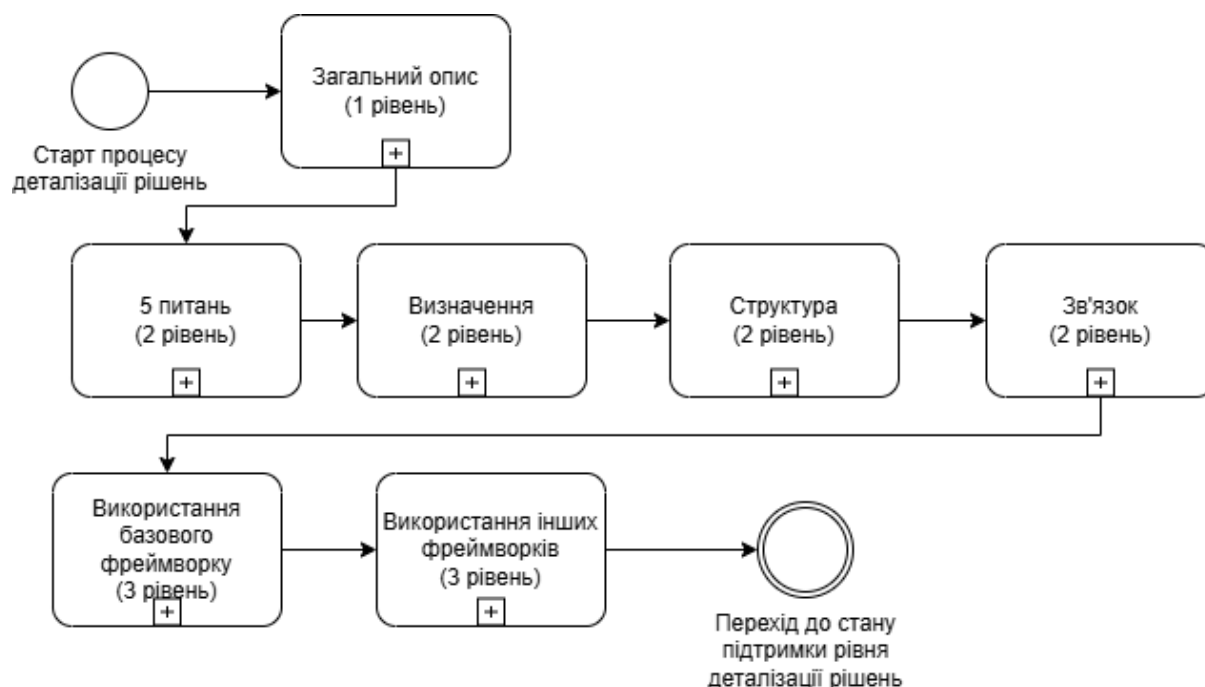 Загальний опис
(1 рівень)
Старт процесу
деталізації рішень
5 питань
(2 рівень)
Визначення
(2 рівень)
Структура
(2 рівень)
Зв'язок
(2 рівень)
Використання
базового
фреймворку
(3 рівень)
Використання інших
фреймворків
(3 рівень)
Перехід до стану
підтримки рівня
деталізації рішень